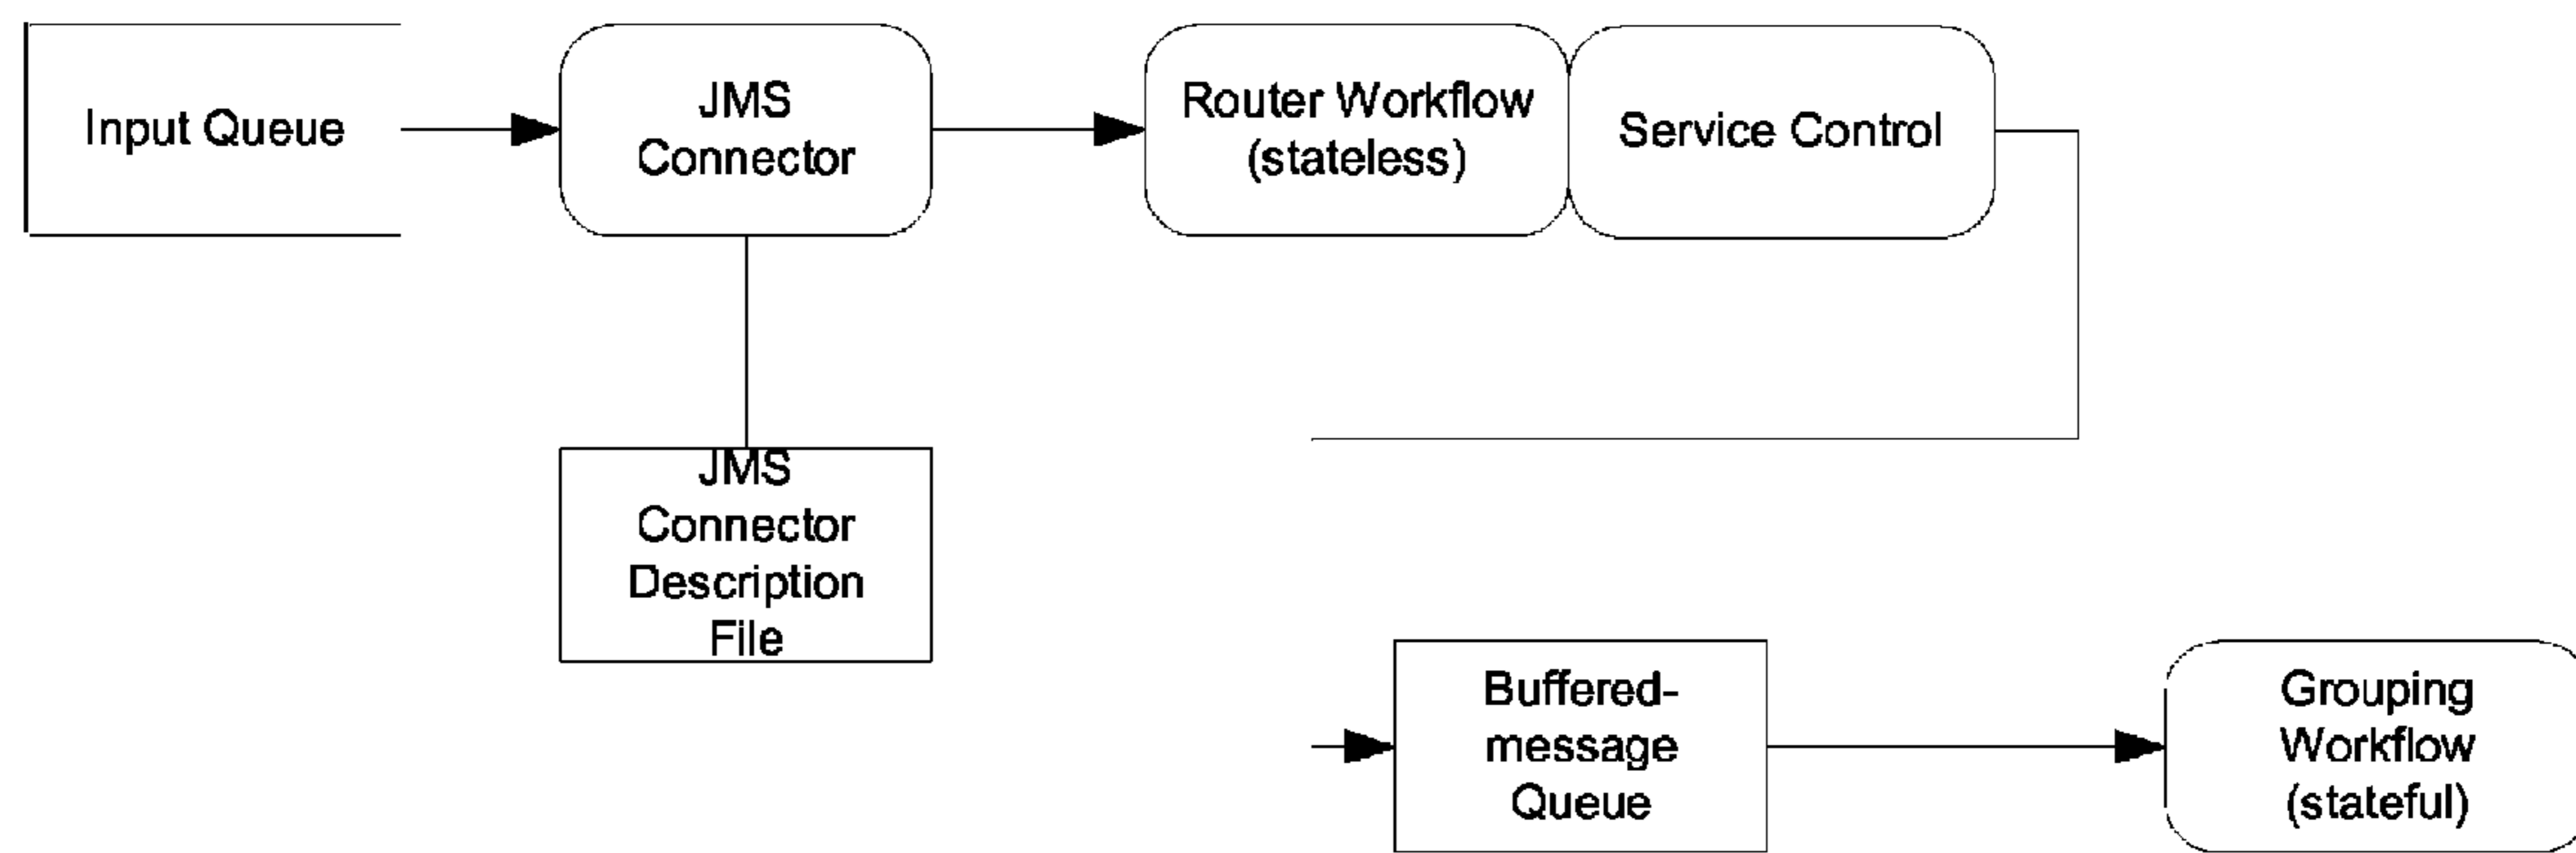 Input Queue
JMS
Connector
Router Workflow
(stateless)
Service Control
JMS
Connector
Description
File
Buffered-
message
Queue
Grouping
Workflow
(stateful)